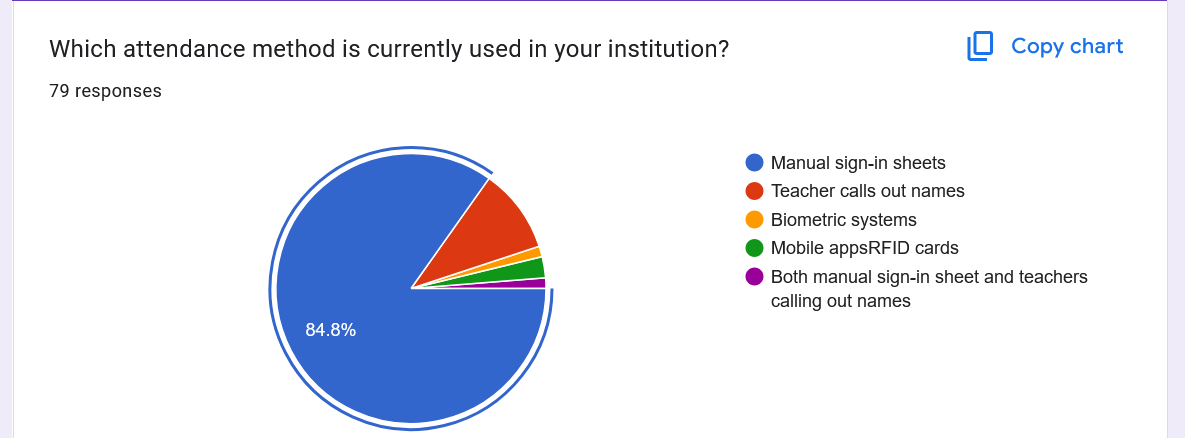 Which attendance method is currently used in your institution?
Copy chart
79 responses
Manual sign-in sheets
Teacher calls out names
Biometric systems
Mobile appsRFID cards
Both manual sign-in sheet and teachers
calling out names
84.8%